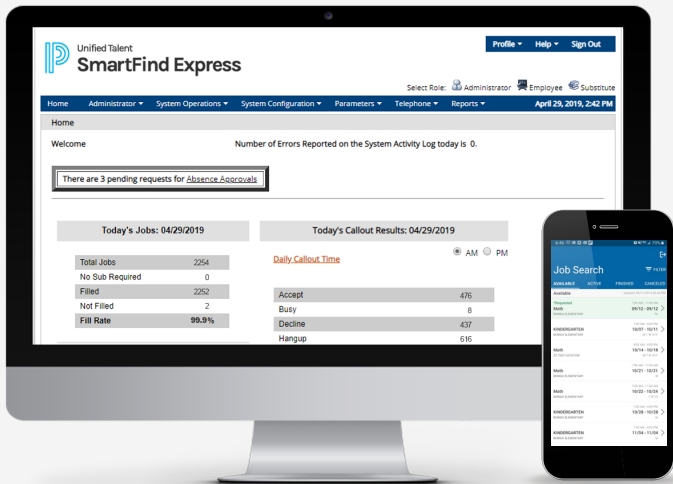 Unified Talent
SmartFind Express
Profile Help Sign Out
Select Role: Administrator Employee Substitute
Home Administrator System Operations System Configuration Parameters Telephone Reports April 29, 2019, 2:42 PM
Home
Welcome Number of Errors Reported on the System Activity Log today is 0.
There are 3 pending requests for Absence Approvals
Today's Jobs: 04/29/2019
Total Jobs 2254
No Sub Required 0
Filled 2252
Not Filled 2
Fill Rate 99.9%
Today's Callout Results: 04/29/2019
Daily Callout Time AM PM
Accept 476
Busy 8
Decline 437
Hangup 616
Job Search FILTER
AVAILABLE ACTIVE FINISHED CANCELED
Available
Requested
Math 09/12 - 09/12
KINDERGARTEN 10/07 - 10/11
Math 10/14 - 10/18
Math 10/21 - 10/21
Math 10/22 - 10/24
KINDERGARTEN 10/28 - 10/28
KINDERGARTEN 11/04 - 11/04